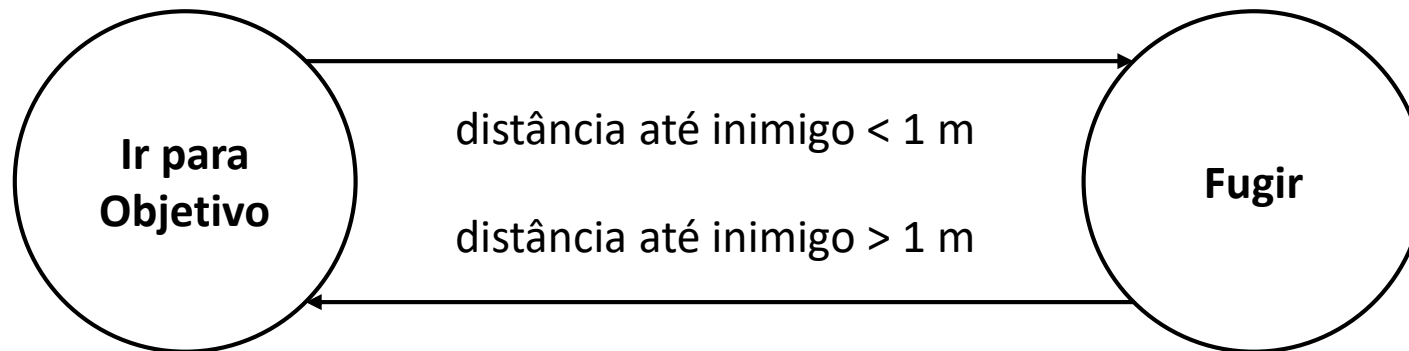 Ir para
Objetivo
distância até inimigo < 1 m
distância até inimigo > 1 m
Fugir